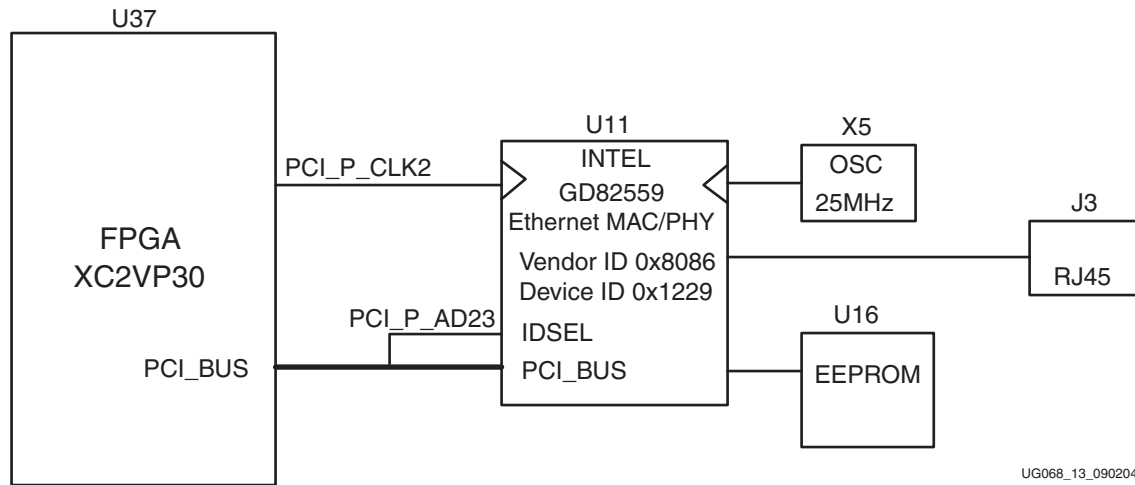 U37
FPGA
XC2VP30
PCI_BUS
PCI_P_CLK2
PCI_P_AD23
U11
INTEL
GD82559
Ethernet MAC/PHY
Vendor ID 0x8086
Device ID 0x1229
IDSEL
PCI_BUS
X5
OSC
25MHz
J3
RJ45
U16
EEPROM
UG068_13_090204